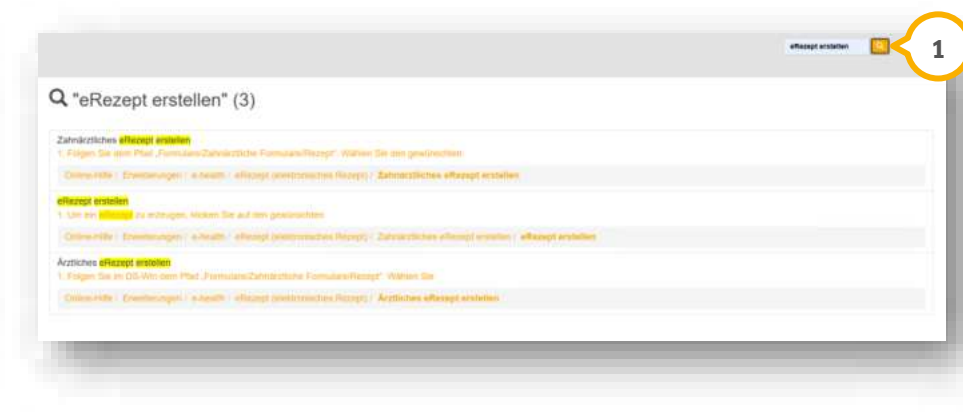 eRezept erstellen
1
"eRezept erstellen" (3)
Zahnärztliches eRezept erstellen
1. Folgen Sie dem Pfad „Formulare/Zahnärztliche Formulare/Rezept". Wählen Sie den gewünschten
Online-Hilfe / Erweiterungen / e-health / eRezept (elektronisches Rezept) / Zahnärztliches eRezept erstellen
eRezept erstellen
1. Um ein eRezept zu erzeugen, klicken Sie auf den gewünschten
Online-Hilfe / Erweiterungen / e-health / eRezept (elektronisches Rezept) / Zahnärztliches eRezept erstellen / eRezept erstellen
Ärztliches eRezept erstellen
1. Folgen Sie im DS-Win dem Pfad „Formulare/Zahnärztliche Formulare/Rezept". Wählen Sie
Online-Hilfe / Erweiterungen / e-health / eRezept (elektronisches Rezept) / Ärztliches eRezept erstellen